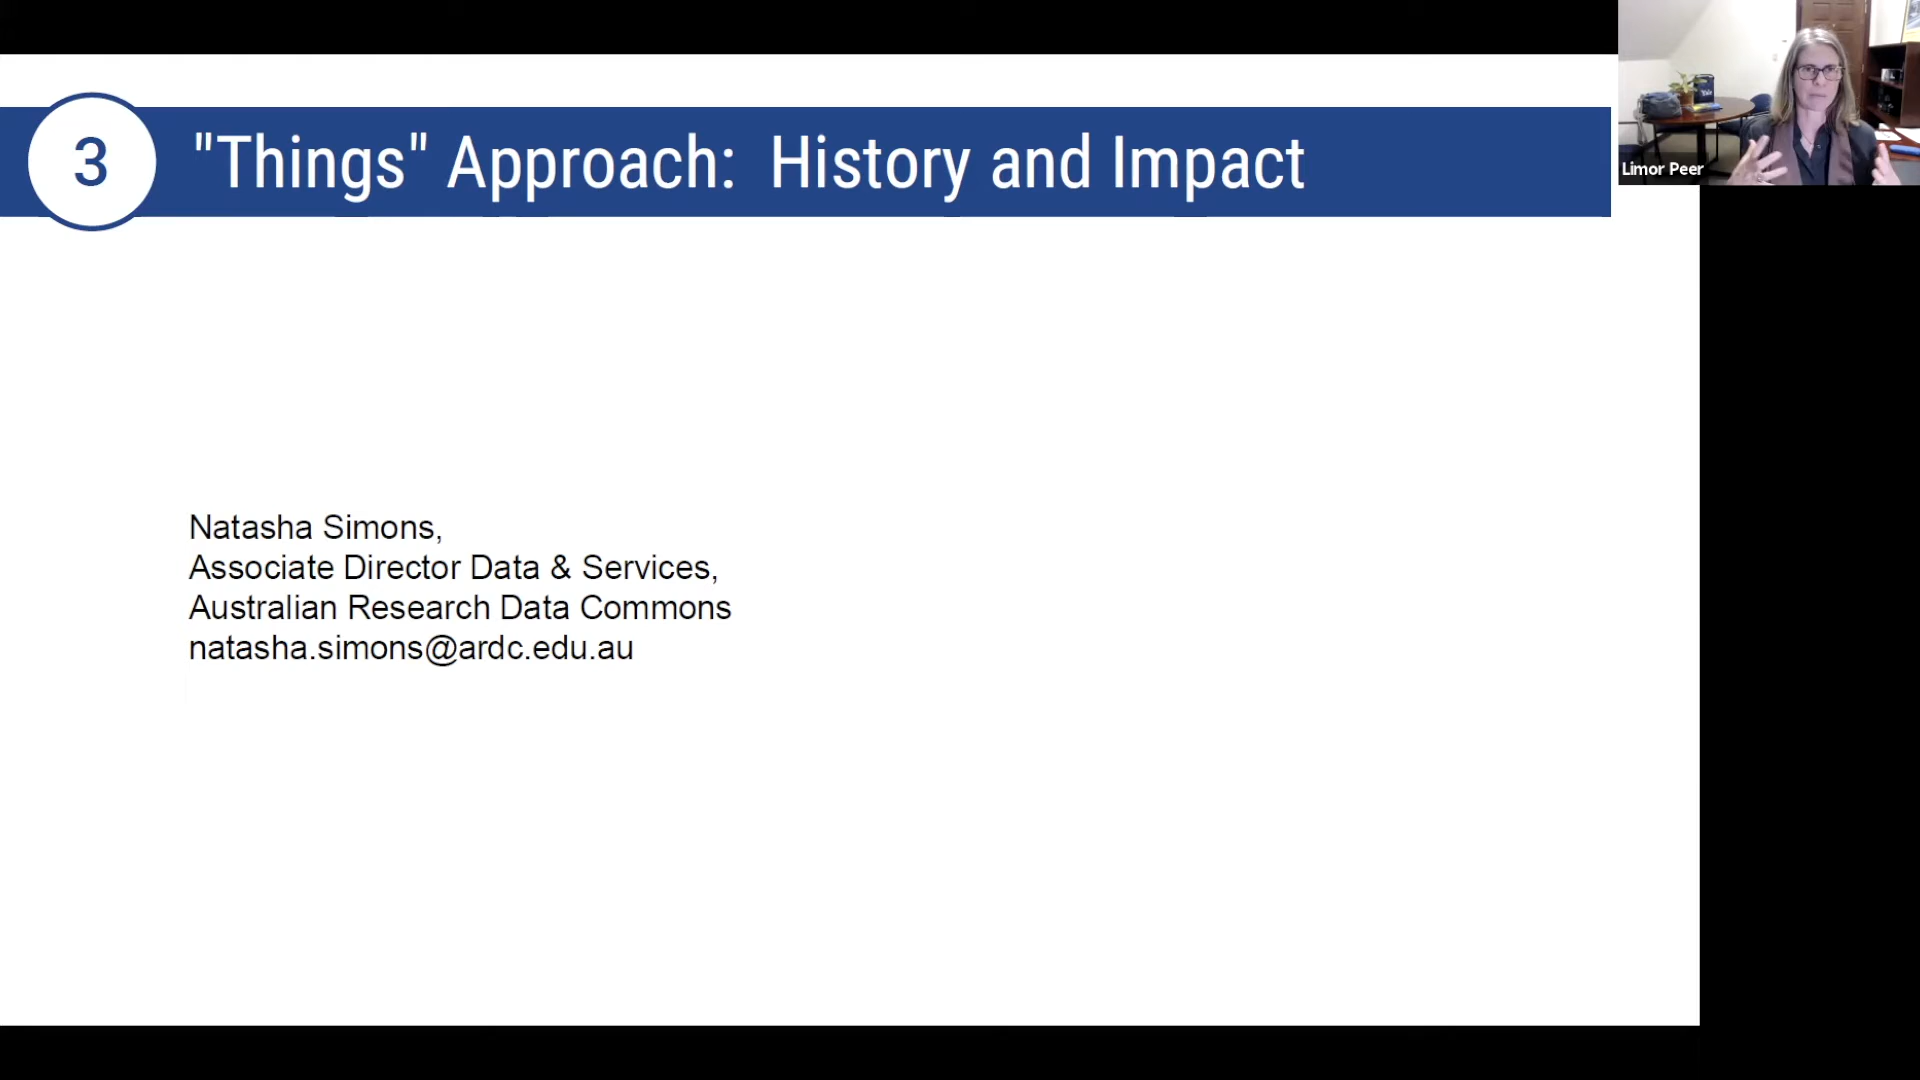 3
"Things" Approach: History and Impact
Limor Peer
Natasha Simons,
Associate Director Data & Services,
Australian Research Data Commons
natasha.simons@ardc.edu.au